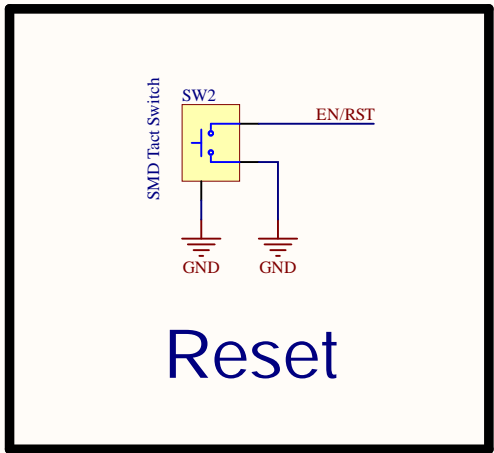 SW2
SMD Tact Switch
EN/RST
GND
GND
Reset